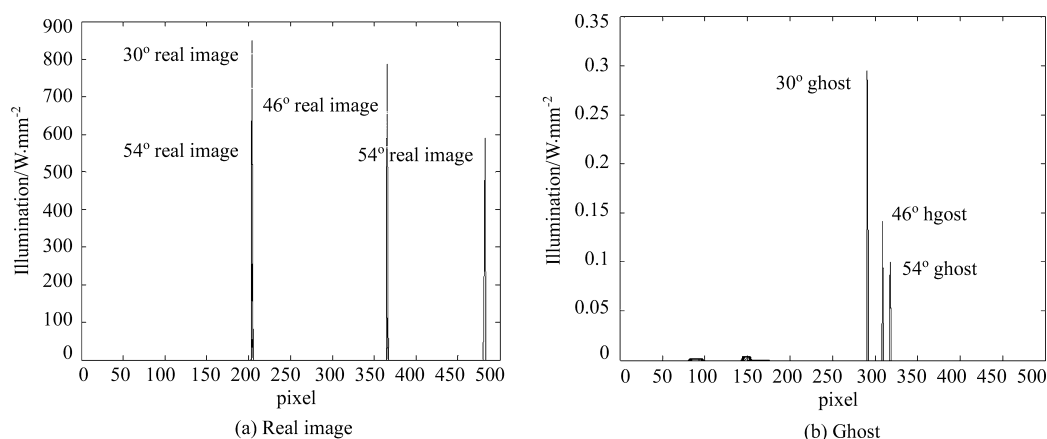 900
800
700
600
500
400
300
200
100
0
Illumination/W·mm-2
30° real image
46° real image
54° real image
54° real image
0 50 100 150 200 250 300 350 400 450 500
pixel
(a) Real image
0.35
0.3
0.25
0.2
0.15
0.1
0.05
0
Illumination/W·mm-2
30° ghost
46° hgost
54° ghost
0 50 100 150 200 250 300 350 400 450 500
pixel
(b) Ghost